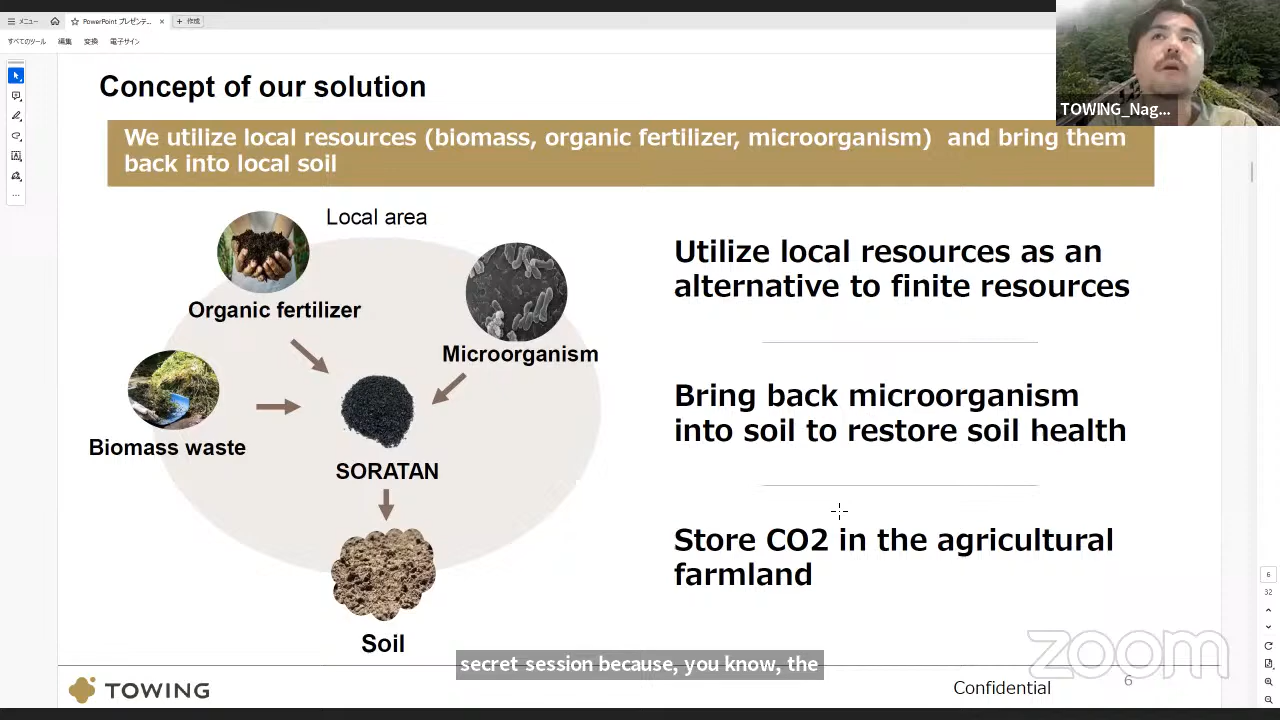 メニュー
PowerPoint プレゼンテ...
作成
すべてのツール
編集
変換
電子サイン
TOWING_Nag...
Concept of our solution
We utilize local resources (biomass, organic fertilizer, microorganism) and bring them
back into local soil
Local area
Organic fertilizer
Microorganism
Biomass waste
SORATAN
Soil
Utilize local resources as an
alternative to finite resources
Bring back microorganism
into soil to restore soil health
Store CO2 in the agricultural
farmland
6
32
zoom
secret session because, you know, the
TOWING
Confidential
6